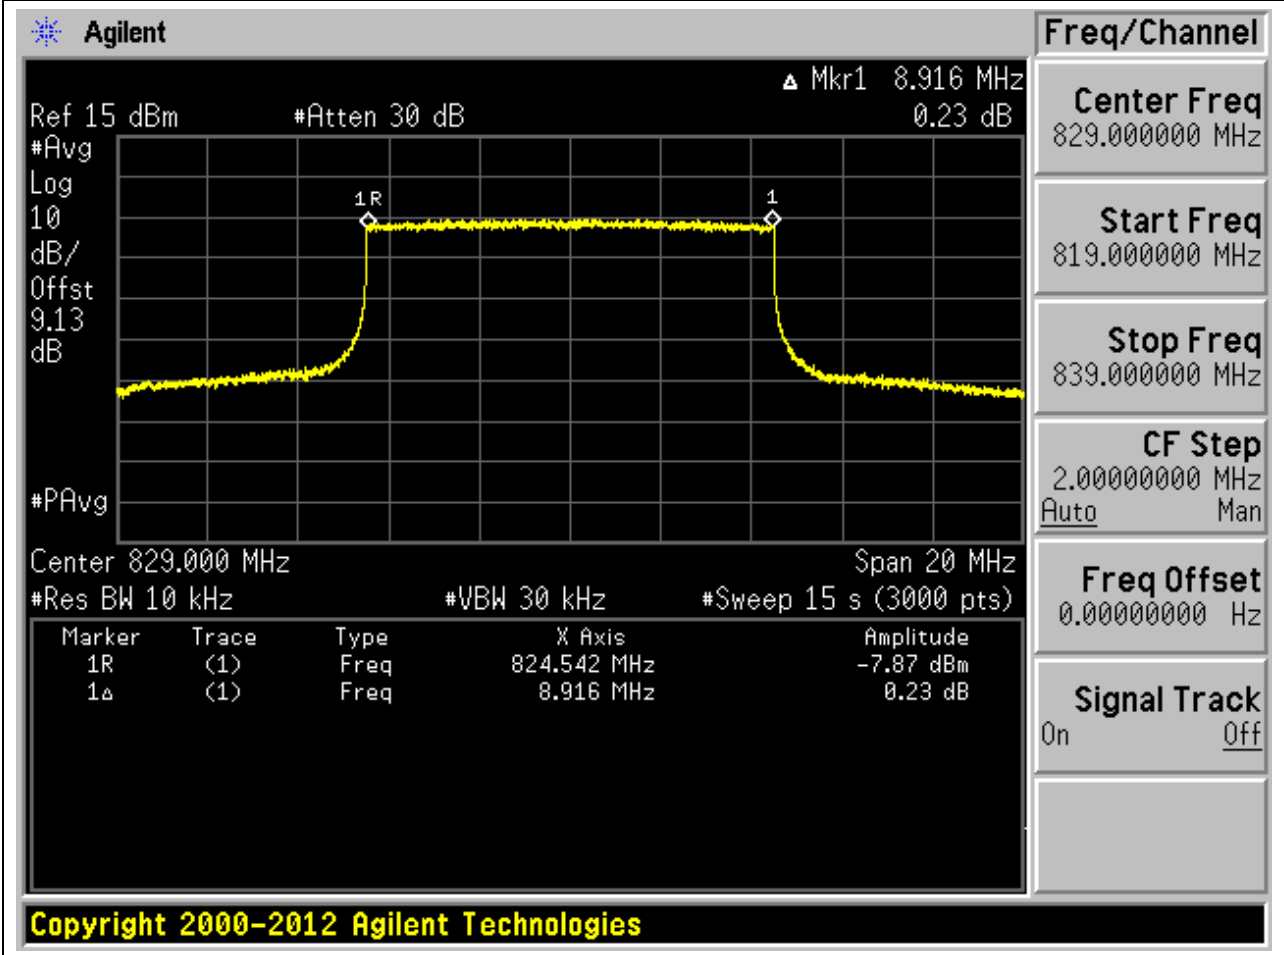 Agilent
Freq/Channel
Δ Mkr1 8.916 MHz
Ref 15 dBm #Atten 30 dB 0.23 dB
#Avg
Log
10
dB/
Offst
9.13
dB
1R
1
#PAvg
Center 829.000 MHz Span 20 MHz
#Res BW 10 kHz #VBW 30 kHz #Sweep 15 s (3000 pts)
Marker Trace Type X Axis Amplitude
1R (1) Freq 824.542 MHz -7.87 dBm
1Δ (1) Freq 8.916 MHz 0.23 dB
Center Freq
829.000000 MHz
Start Freq
819.000000 MHz
Stop Freq
839.000000 MHz
CF Step
2.00000000 MHz
Auto Man
Freq Offset
0.00000000 Hz
Signal Track
On Off
Copyright 2000-2012 Agilent Technologies